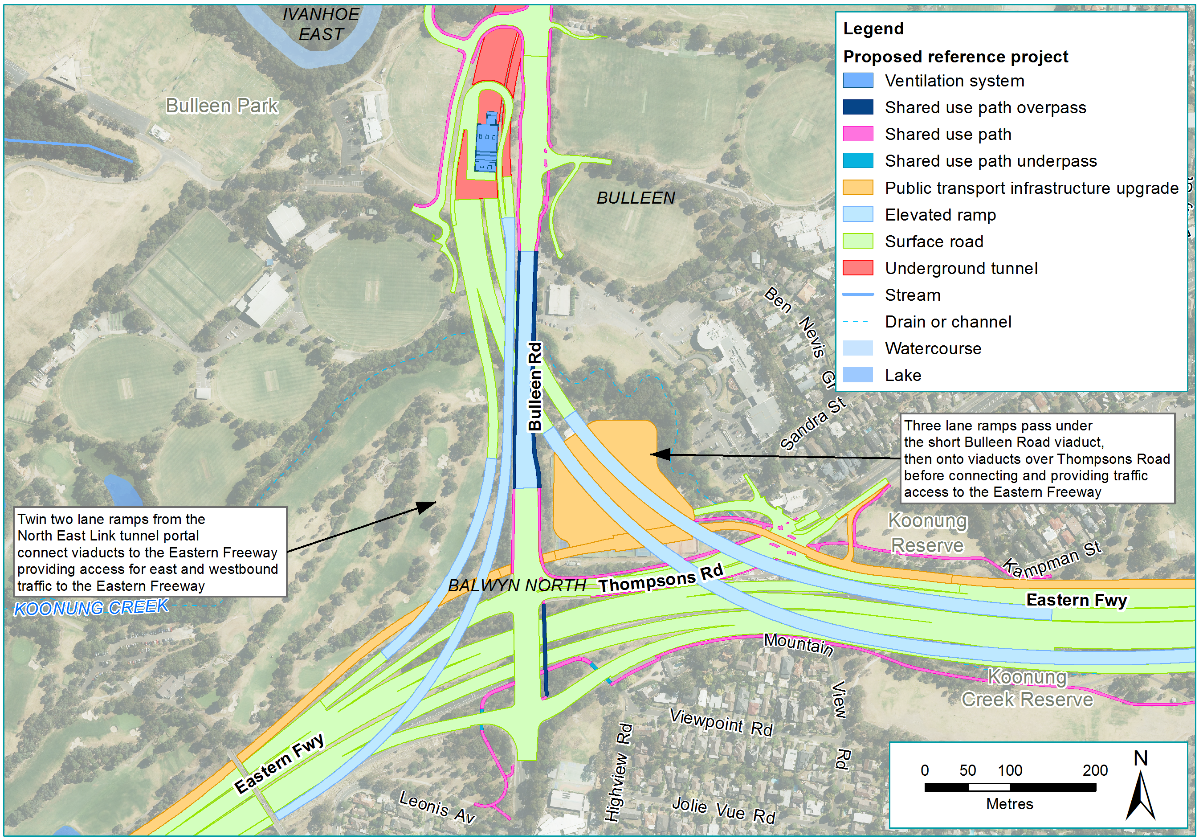 IVANHOE
EAST
Bulleen Park
BULLEEN
Legend
Proposed reference project
Ventilation system
Shared use path overpass
Shared use path
Shared use path underpass
Public transport infrastructure upgrade
Elevated ramp
Surface road
Underground tunnel
Stream
Drain or channel
Watercourse
Lake
Ben Nevis Gr
Sandra St
Bulleen Rd
Three lane ramps pass under
the short Bulleen Road viaduct,
then onto viaducts over Thompsons Road
before connecting and providing traffic
access to the Eastern Freeway
Twin two lane ramps from the
North East Link tunnel portal
connect viaducts to the Eastern Freeway
providing access for east and westbound
traffic to the Eastern Freeway
KOONUNG CREEK
Koonung
Reserve
Kampman St
BALWYN NORTH
Thompsons Rd
Eastern Fwy
Mountain
View
Rd
Koonung
Creek Reserve
Viewpoint Rd
Highview Rd
Eastern Fwy
Leonis Av
Jolie Vue Rd
0 50 100 200
Metres
N